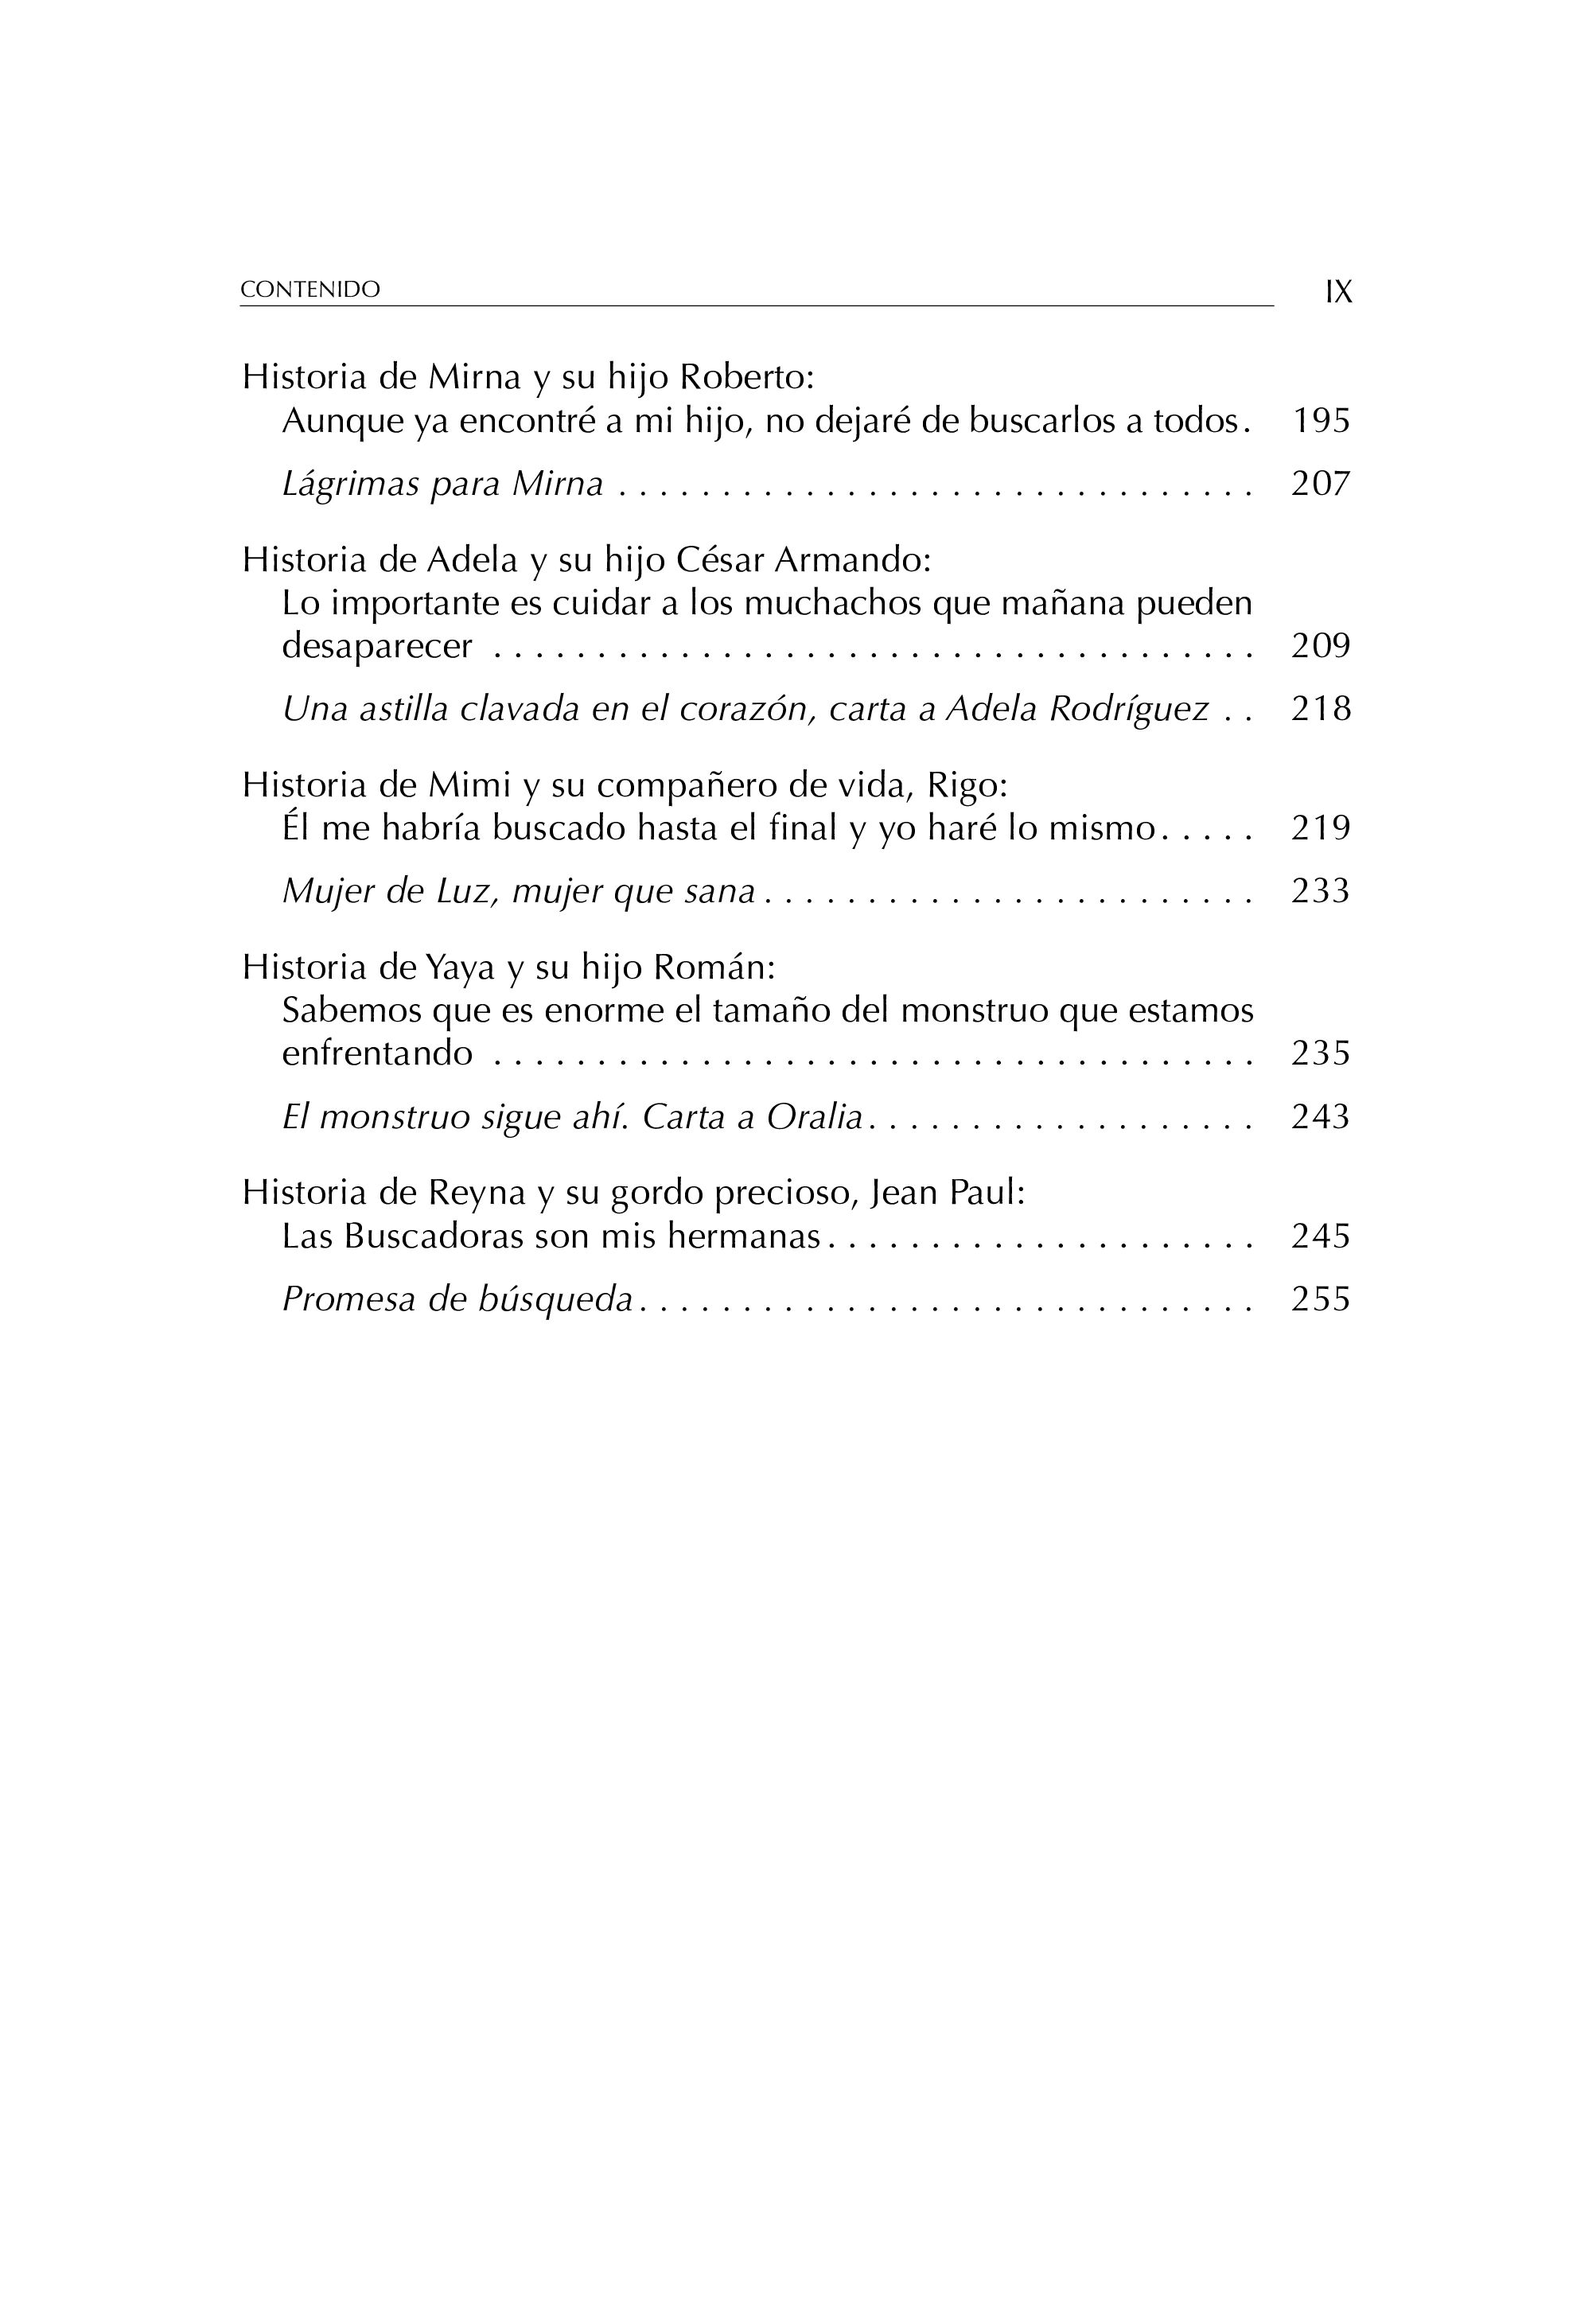 CONTENIDO IX
Historia de Mirna y su hijo Roberto:
Aunque ya encontré a mi hijo, no dejaré de buscarlos a todos. 195
Lágrimas para Mirna . . . . . . . . . . . . . . . . . . . . . . . . . . . . . . . 207
Historia de Adela y su hijo César Armando:
Lo importante es cuidar a los muchachos que mañana pueden
desaparecer . . . . . . . . . . . . . . . . . . . . . . . . . . . . . . . . . . . . . 209
Una astilla clavada en el corazón, carta a Adela Rodríguez . . 218
Historia de Mimi y su compañero de vida, Rigo:
Él me habría buscado hasta el final y yo haré lo mismo. . . . . 219
Mujer de Luz, mujer que sana . . . . . . . . . . . . . . . . . . . . . . . . 233
Historia de Yaya y su hijo Román:
Sabemos que es enorme el tamaño del monstruo que estamos
enfrentando . . . . . . . . . . . . . . . . . . . . . . . . . . . . . . . . . . . . . 235
El monstruo sigue ahí. Carta a Oralia. . . . . . . . . . . . . . . . . . . 243
Historia de Reyna y su gordo precioso, Jean Paul:
Las Buscadoras son mis hermanas. . . . . . . . . . . . . . . . . . . . . 245
Promesa de búsqueda. . . . . . . . . . . . . . . . . . . . . . . . . . . . . . 255